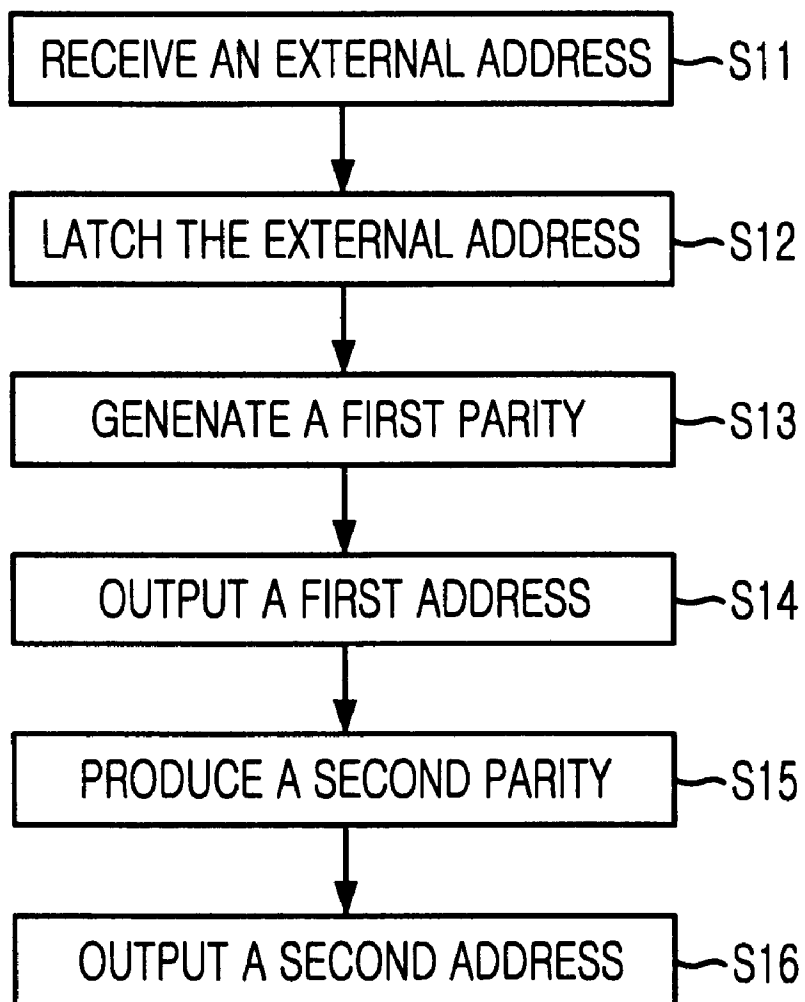 RECEIVE AN EXTERNAL ADDRESS S11
LATCH THE EXTERNAL ADDRESS S12
GENENATE A FIRST PARITY S13
OUTPUT A FIRST ADDRESS S14
PRODUCE A SECOND PARITY S15
OUTPUT A SECOND ADDRESS S16